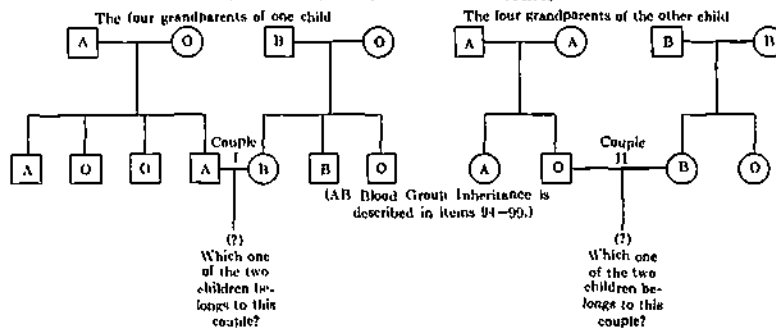 The four grandparents of one child
The four grandparents of the other child
A O B O A A B B
Couple
I
Couple
II
A O O A B B O A O B O
(AB Blood Group Inheritance is
described in items 94-99.)
(?)
Which one
of the two
children be-
longs to this
couple?
(?)
Which one
of the two
children be-
longs to this
couple?